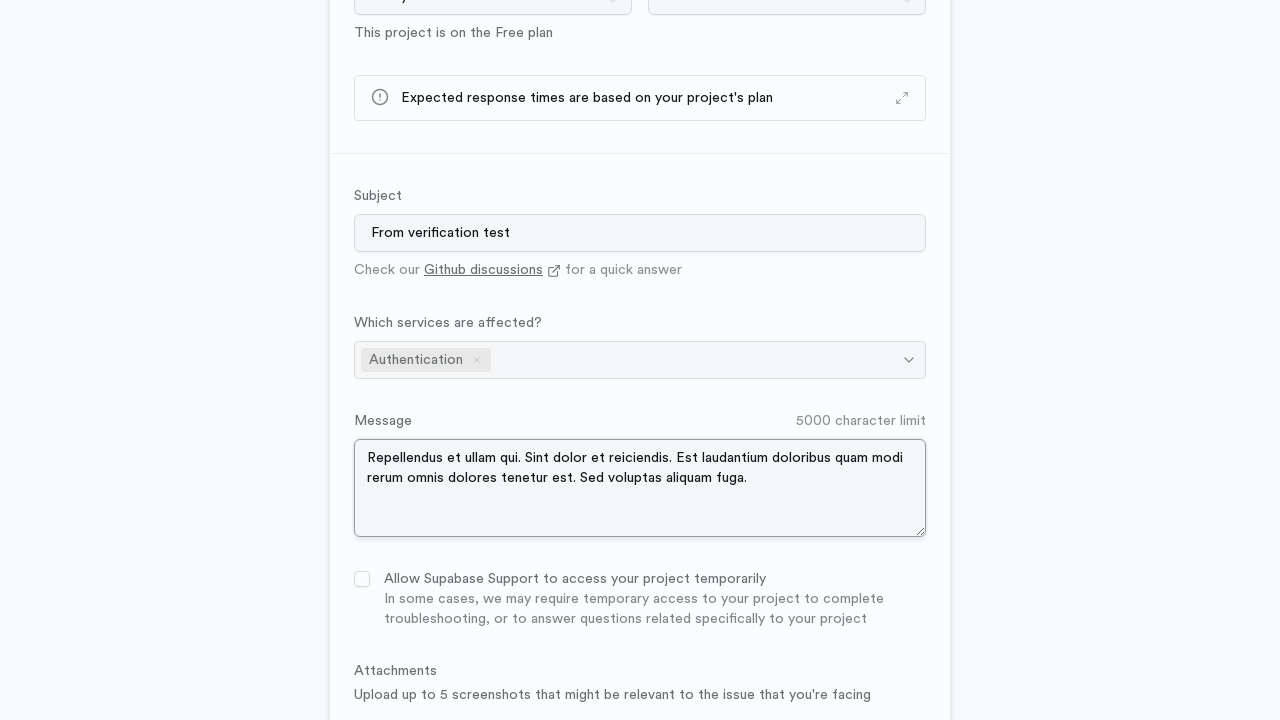 This project is on the Free plan
Expected response times are based on your project's plan
Subject
From verification test
Check our Github discussions for a quick answer
Which services are affected?
Authentication
Message
5000 character limit
Repellendus et ullam qui. Sint dolor et reiciendis. Est laudantium doloribus quam modi
rerum omnis dolores tenetur est. Sed voluptas aliquam fuga.
Allow Supabase Support to access your project temporarily
In some cases, we may require temporary access to your project to complete
troubleshooting, or to answer questions related specifically to your project
Attachments
Upload up to 5 screenshots that might be relevant to the issue that you're facing